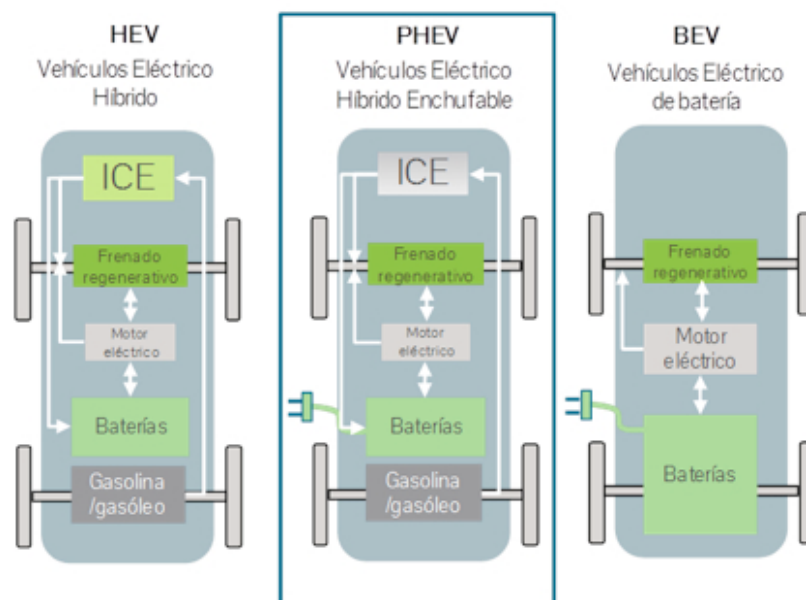 HEV
Vehículos Eléctrico
Híbrido
ICE
Frenado
regenerativo
Motor
eléctrico
Baterías
Gasolina
/gasóleo
PHEV
Vehículos Eléctrico
Híbrido Enchufable
ICE
Frenado
regenerativo
Motor
eléctrico
Baterías
Gasolina
/gasóleo
BEV
Vehículos Eléctrico
de batería
Frenado
regenerativo
Motor
eléctrico
Baterías